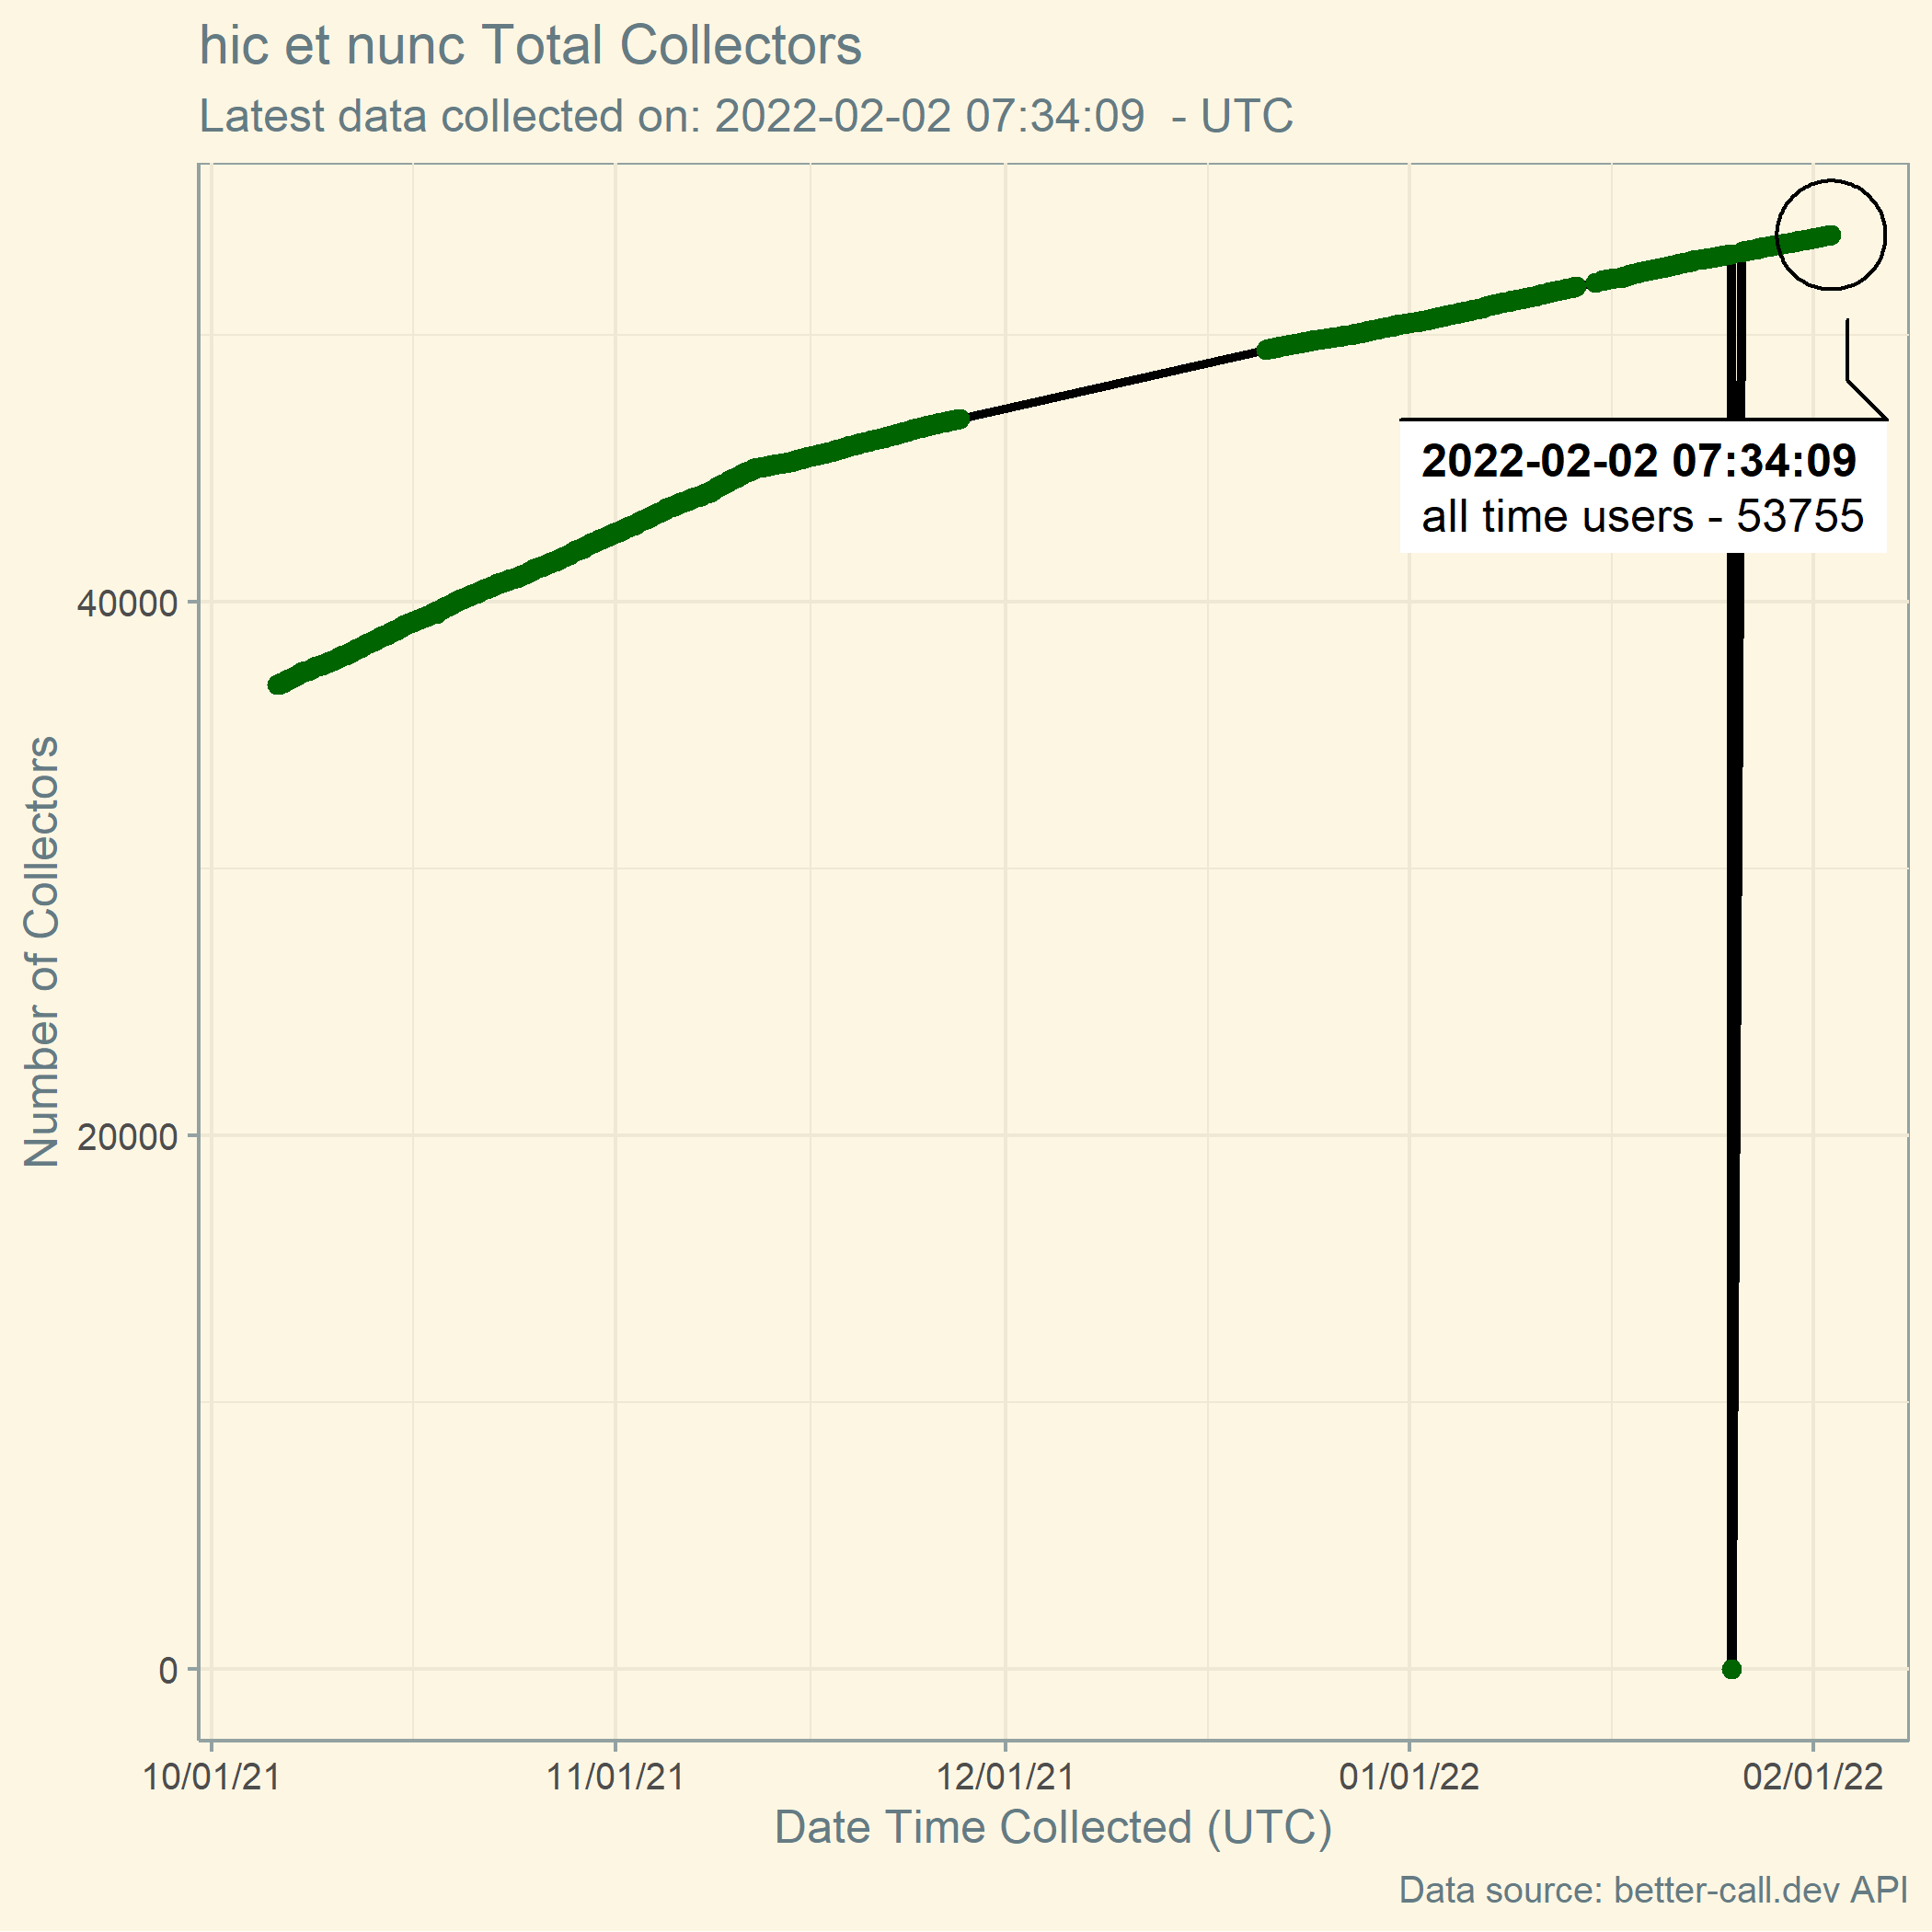 hic et nunc Total Collectors
Latest data collected on: 2022-02-02 07:34:09  - UTC
2022-02-02 07:34:09
all time users - 53755
40000
20000
0
Number of Collectors
10/01/21
11/01/21
12/01/21
01/01/22
02/01/22
Date Time Collected (UTC)
Data source: better-call.dev API